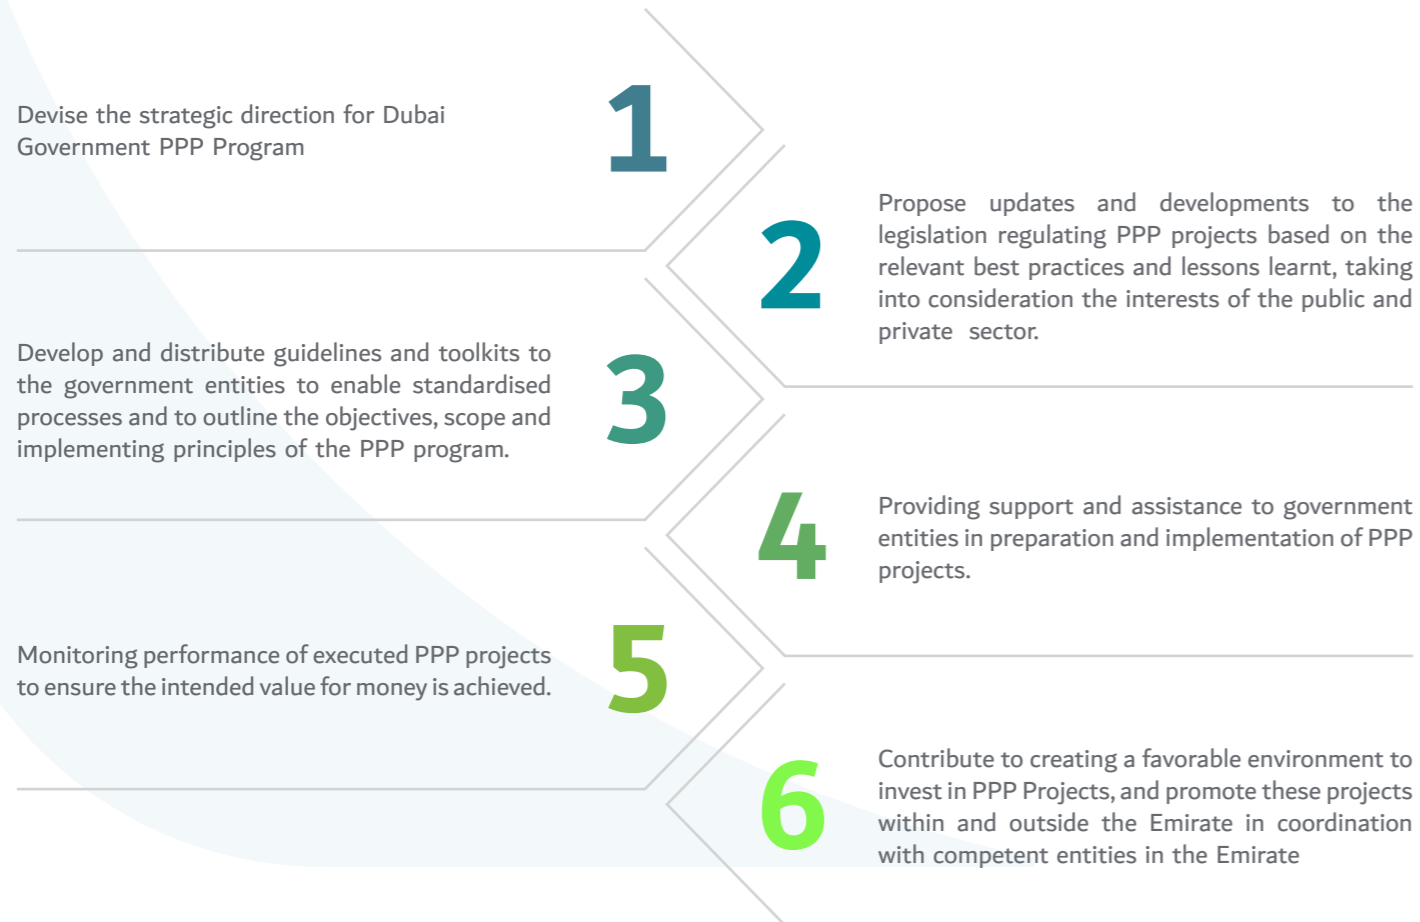 Devise the strategic direction for Dubai
Government PPP Program
1
2
Propose updates and developments to the
legislation regulating PPP projects based on the
relevant best practices and lessons learnt, taking
into consideration the interests of the public and
private sector.
Develop and distribute guidelines and toolkits to
the government entities to enable standardised
processes and to outline the objectives, scope and
implementing principles of the PPP program.
3
4
Providing support and assistance to government
entities in preparation and implementation of PPP
projects.
Monitoring performance of executed PPP projects
to ensure the intended value for money is achieved.
5
6
Contribute to creating a favorable environment to
invest in PPP Projects, and promote these projects
within and outside the Emirate in coordination
with competent entities in the Emirate